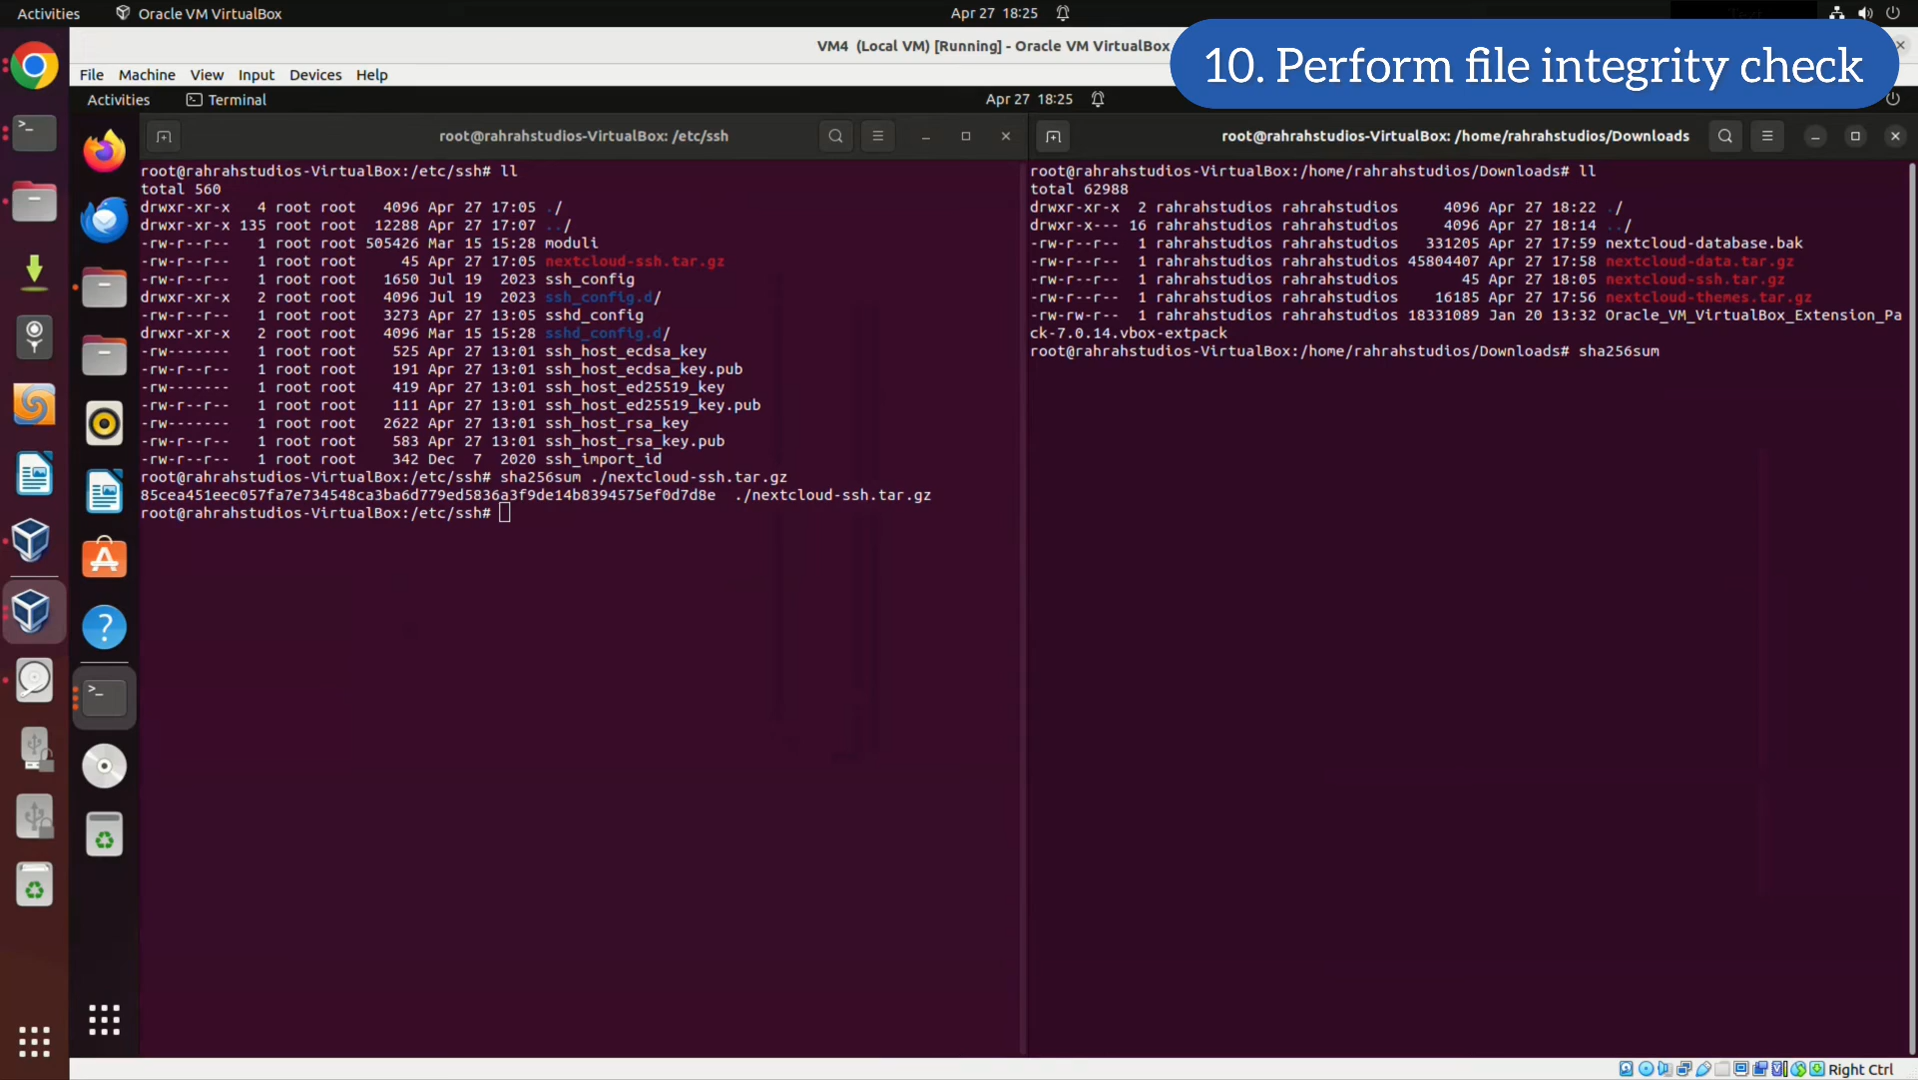 Activities Oracle VM VirtualBox Apr 27 18:25
VM4 (Local VM) [Running] - Oracle VM VirtualBox
10. Perform file integrity check
File Machine View Input Devices Help
Activities Terminal Apr 27 18:25
root@rahrahstudios-VirtualBox: /etc/ssh
root@rahrahstudios-VirtualBox:/etc/ssh# ll
total 560
drwxr-xr-x 4 root root 4096 Apr 27 17:05 ./
drwxr-xr-x 135 root root 12288 Apr 27 17:07 ../
-rw-r--r-- 1 root root 505426 Mar 15 15:28 moduli
-rw-r--r-- 1 root root 45 Apr 27 17:05 nextcloud-ssh.tar.gz
-rw-r--r-- 1 root root 1650 Jul 19 2023 ssh_config
drwxr-xr-x 2 root root 4096 Jul 19 2023 ssh_config.d/
-rw-r--r-- 1 root root 3273 Apr 27 13:05 sshd_config
drwxr-xr-x 2 root root 4096 Mar 15 15:28 sshd_config.d/
-rw------- 1 root root 525 Apr 27 13:01 ssh_host_ecdsa_key
-rw-r--r-- 1 root root 191 Apr 27 13:01 ssh_host_ecdsa_key.pub
-rw------- 1 root root 419 Apr 27 13:01 ssh_host_ed25519_key
-rw-r--r-- 1 root root 111 Apr 27 13:01 ssh_host_ed25519_key.pub
-rw------- 1 root root 2622 Apr 27 13:01 ssh_host_rsa_key
-rw-r--r-- 1 root root 583 Apr 27 13:01 ssh_host_rsa_key.pub
-rw-r--r-- 1 root root 342 Dec 7 2020 ssh_import_id
root@rahrahstudios-VirtualBox:/etc/ssh# sha256sum ./nextcloud-ssh.tar.gz
85cea451eec057fa7e734548ca3ba6d779ed5836a3f9de14b8394575ef0d7d8e ./nextcloud-ssh.tar.gz
root@rahrahstudios-VirtualBox:/etc/ssh#
root@rahrahstudios-VirtualBox: /home/rahrahstudios/Downloads
root@rahrahstudios-VirtualBox:/home/rahrahstudios/Downloads# ll
total 62988
drwxr-xr-x 2 rahrahstudios rahrahstudios 4096 Apr 27 18:22 ./
drwxr-x--- 16 rahrahstudios rahrahstudios 4096 Apr 27 18:14 ../
-rw-r--r-- 1 rahrahstudios rahrahstudios 331205 Apr 27 17:59 nextcloud-database.bak
-rw-r--r-- 1 rahrahstudios rahrahstudios 45804407 Apr 27 17:58 nextcloud-data.tar.gz
-rw-r--r-- 1 rahrahstudios rahrahstudios 45 Apr 27 18:05 nextcloud-ssh.tar.gz
-rw-r--r-- 1 rahrahstudios rahrahstudios 16185 Apr 27 17:56 nextcloud-themes.tar.gz
-rw-rw-r-- 1 rahrahstudios rahrahstudios 18331089 Jan 20 13:32 Oracle_VM_VirtualBox_Extension_Pa
ck-7.0.14.vbox-extpack
root@rahrahstudios-VirtualBox:/home/rahrahstudios/Downloads# sha256sum
Right Ctrl